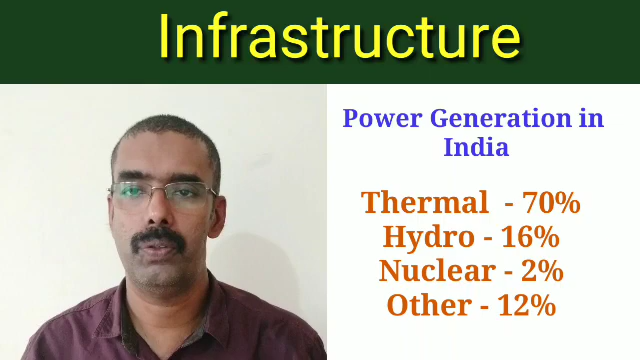 Infrastructure
Power Generation in
India
Thermal - 70%
Hydro - 16%
Nuclear - 2%
Other - 12%